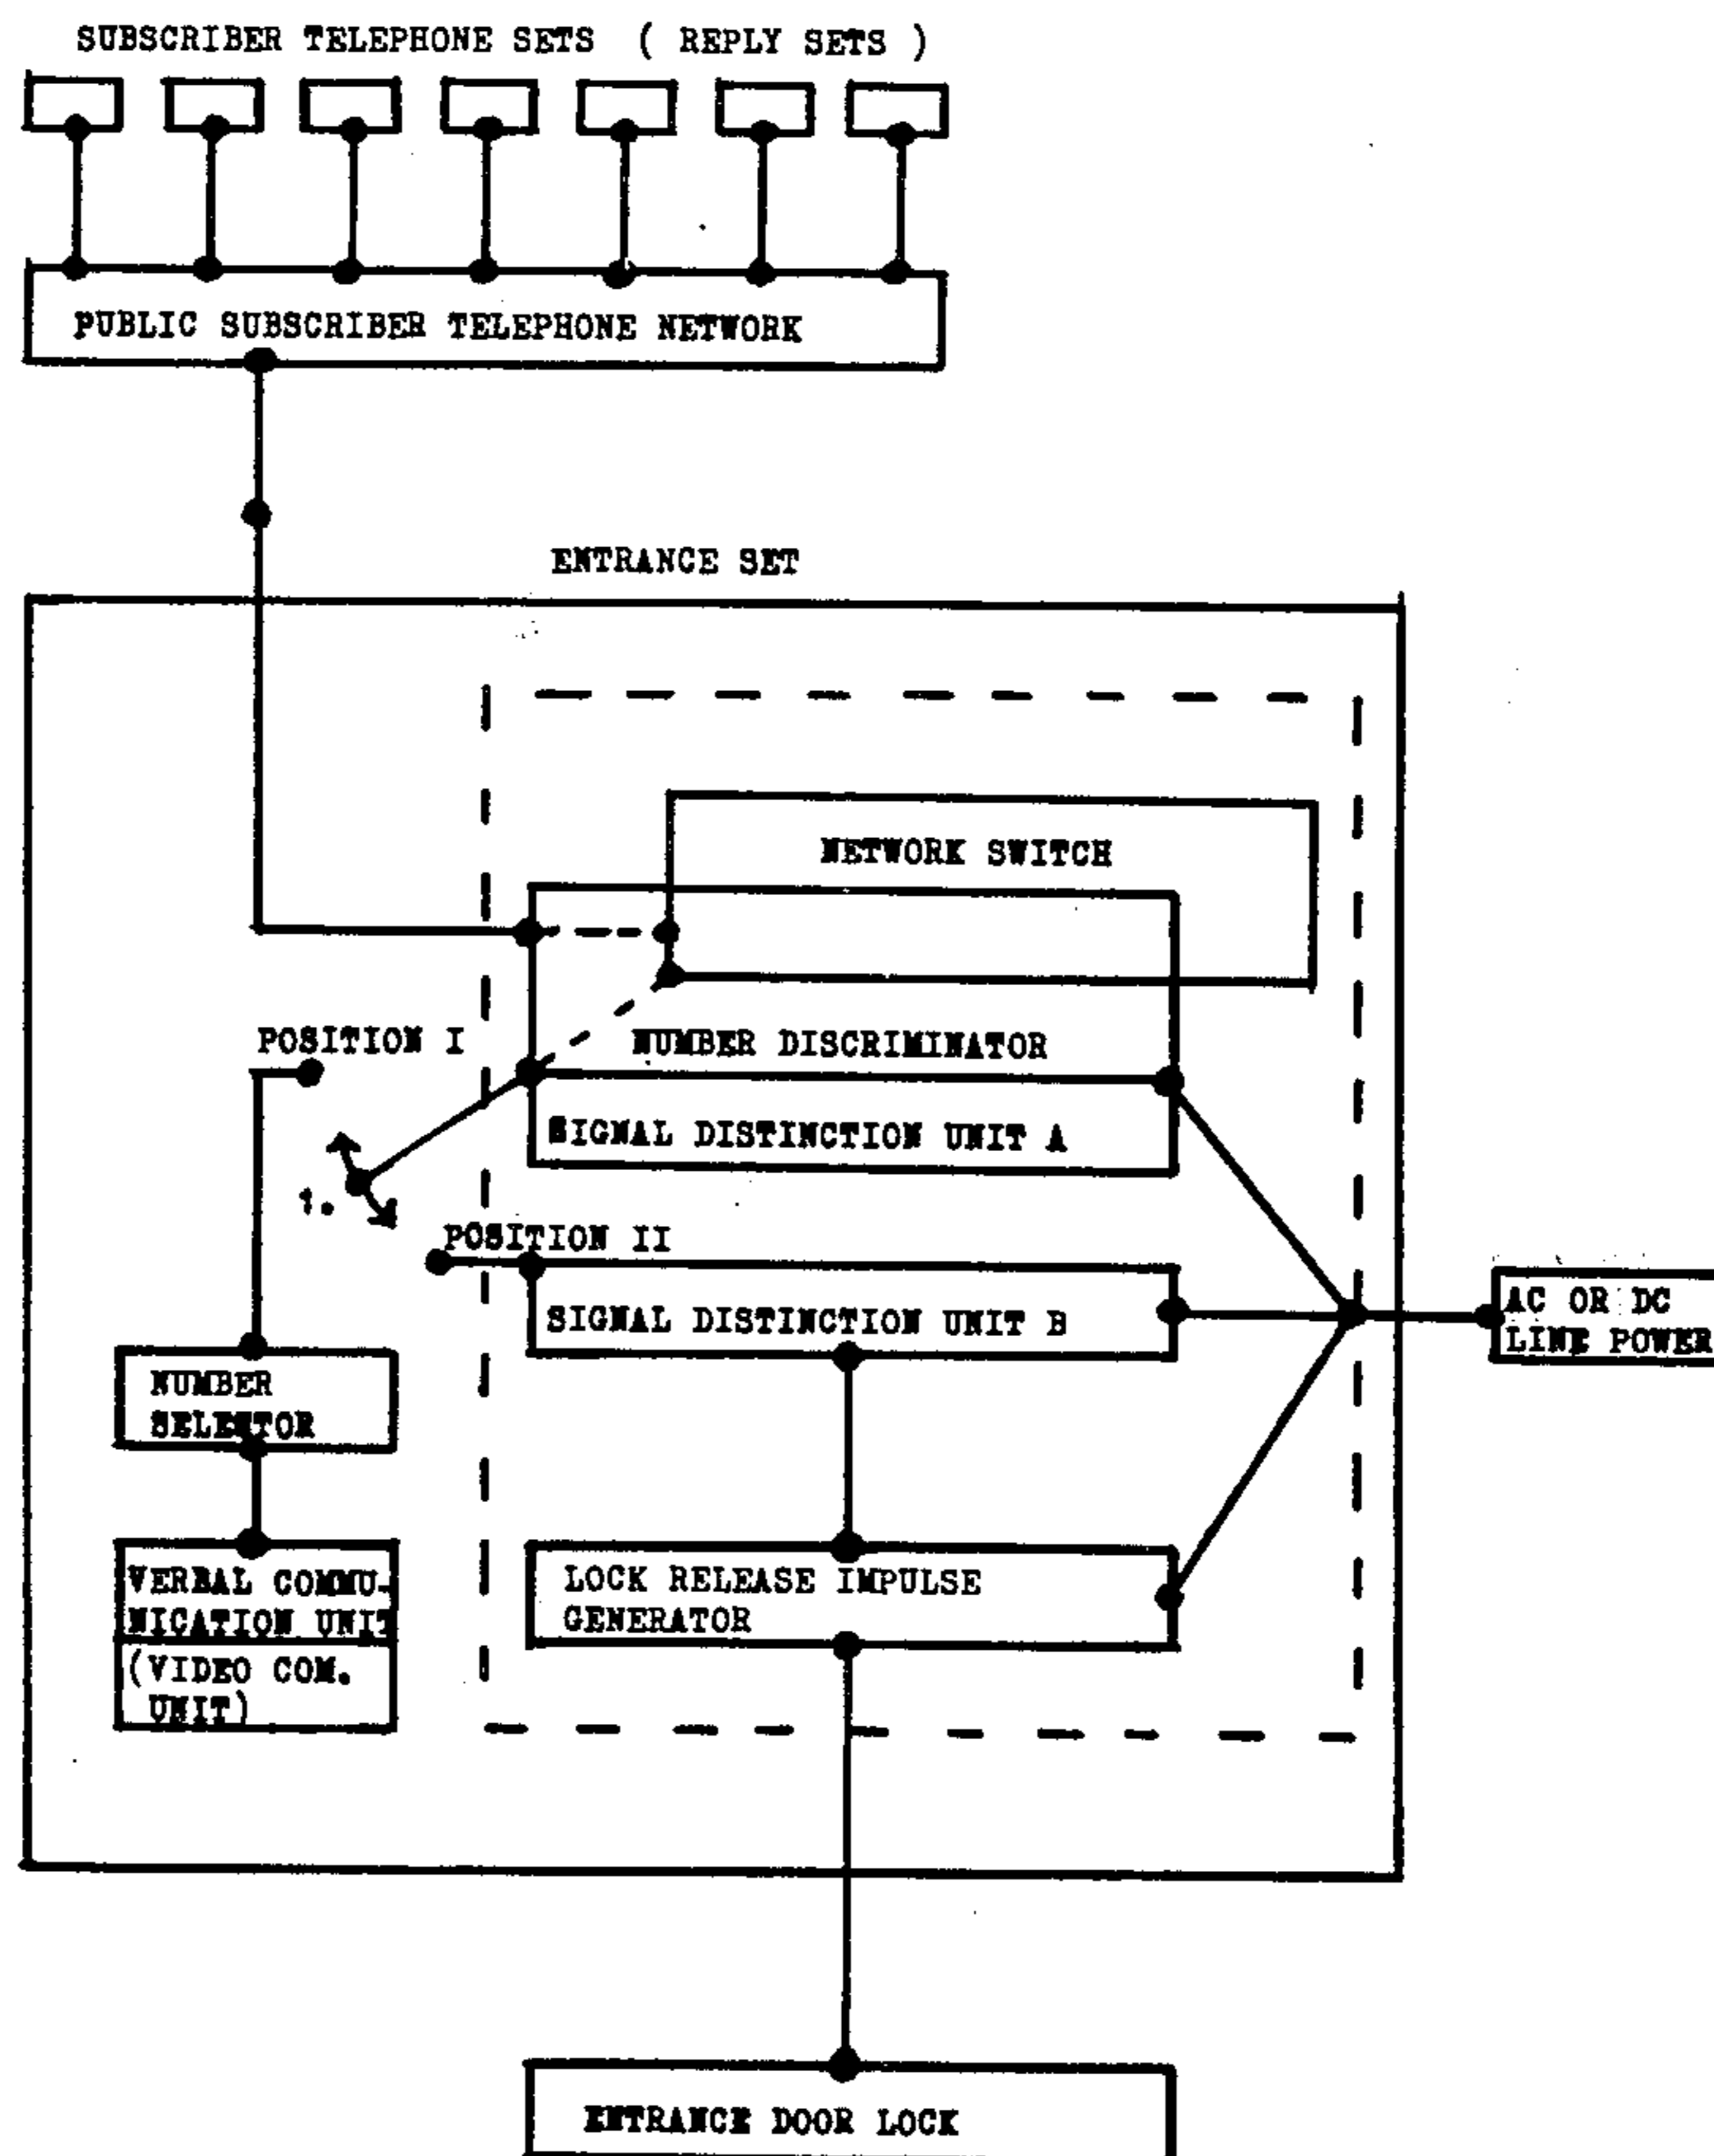 SUBSCRIBER TELEPHONE SETS ( REPLY SETS )
PUBLIC SUBSCRIBER TELEPHONE NETWORK
ENTRANCE SET
NETWORK SWITCH
POSITION I
NUMBER DISCRIMINATOR
SIGNAL DISTINCTION UNIT A
1.
POSITION II
SIGNAL DISTINCTION UNIT B
AC OR DC
LINE POWER
NUMBER
SELECTOR
VERBAL COMMU-
NICATION UNIT
(VIDEO COM.
UNIT)
LOCK RELEASE IMPULSE
GENERATOR
ENTRANCE DOOR LOCK